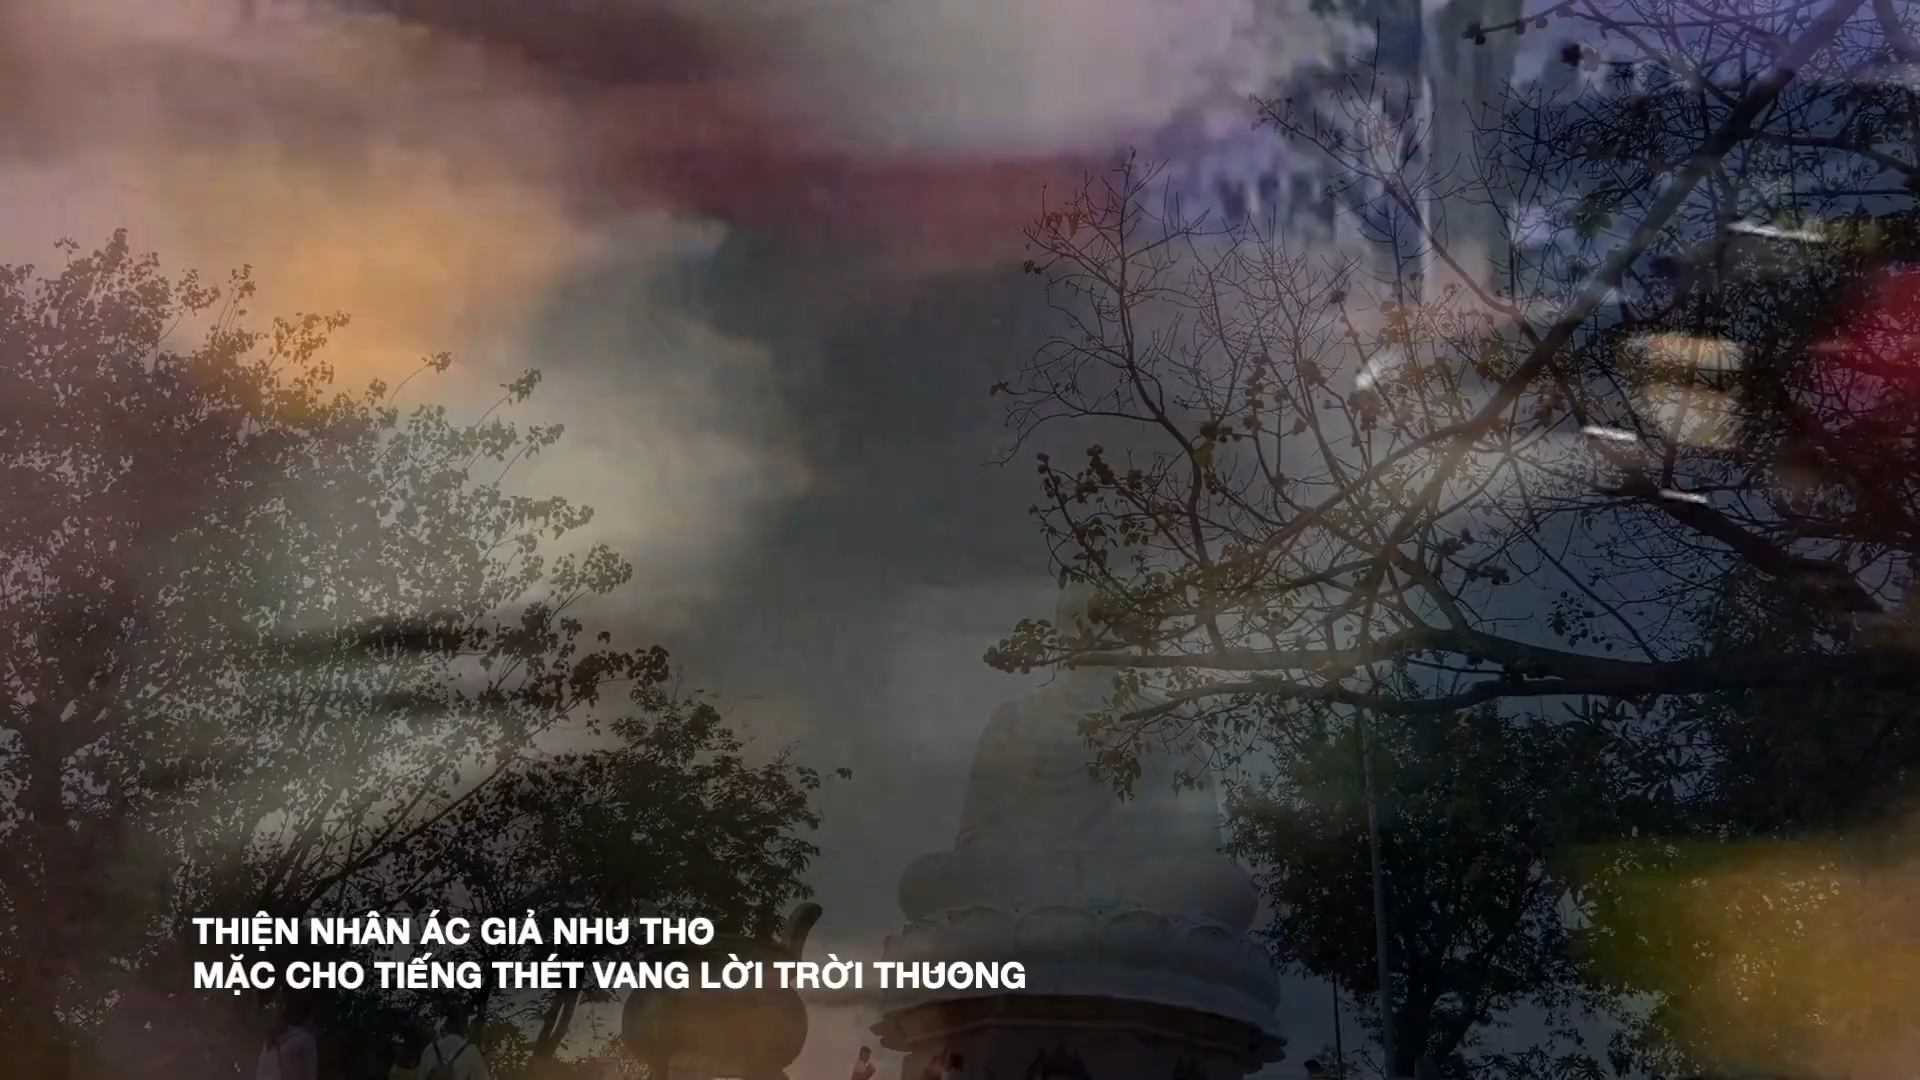 THIỆN NHÂN ÁC GIẢ NHƯ THƠ
MẶC CHO TIẾNG THÉT VANG LỜI TRỜI THƯƠNG